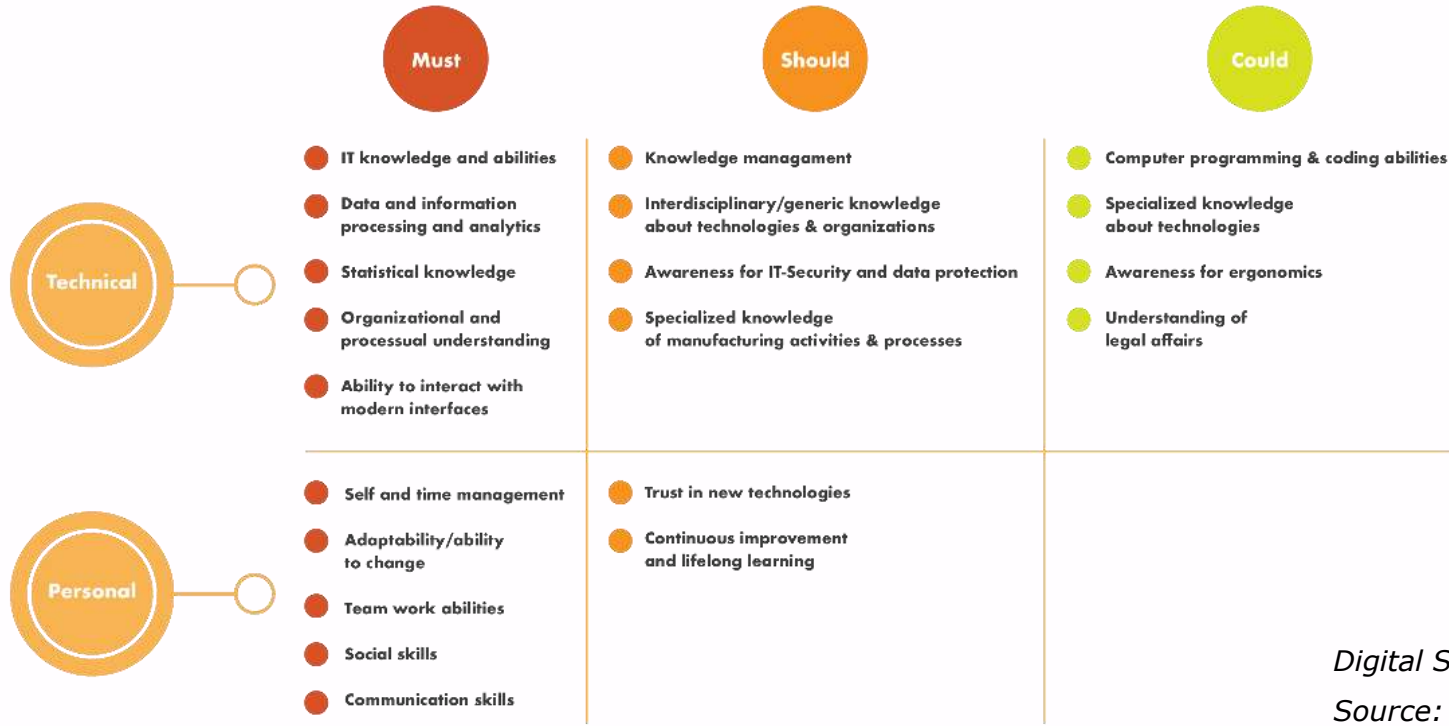 Must
Should
Could
Technical
IT knowledge and abilities
Data and information
processing and analytics
Statistical knowledge
Organizational and
processual understanding
Ability to interact with
modern interfaces
Knowledge managament
Interdisciplinary/generic knowledge
about technologies & organizations
Awareness for IT-Security and data protection
Specialized knowledge
of manufacturing activities & processes
Computer programming & coding abilities
Specialized knowledge
about technologies
Awareness for ergonomics
Understanding of
legal affairs
Personal
Self and time management
Adaptability/ability
to change
Team work abilities
Social skills
Communication skills
Trust in new technologies
Continuous improvement
and lifelong learning
Digital S
Source: